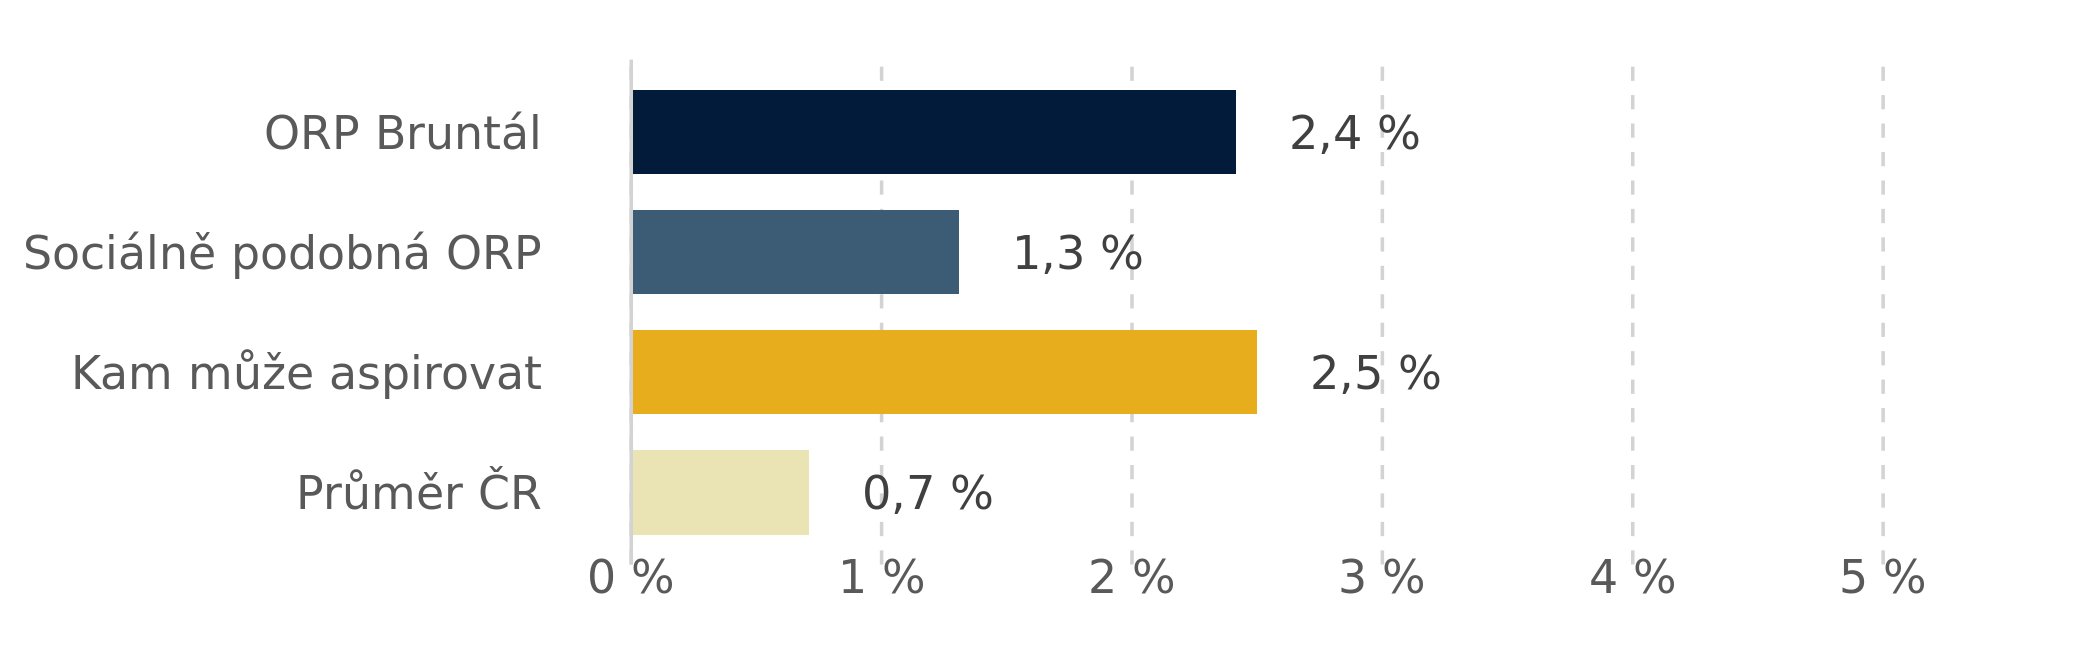 ORP Bruntál 2,4 %
Sociálně podobná ORP 1,3 %
Kam může aspirovat 2,5 %
Průměr ČR 0,7 %
0 % 1 % 2 % 3 % 4 % 5 %